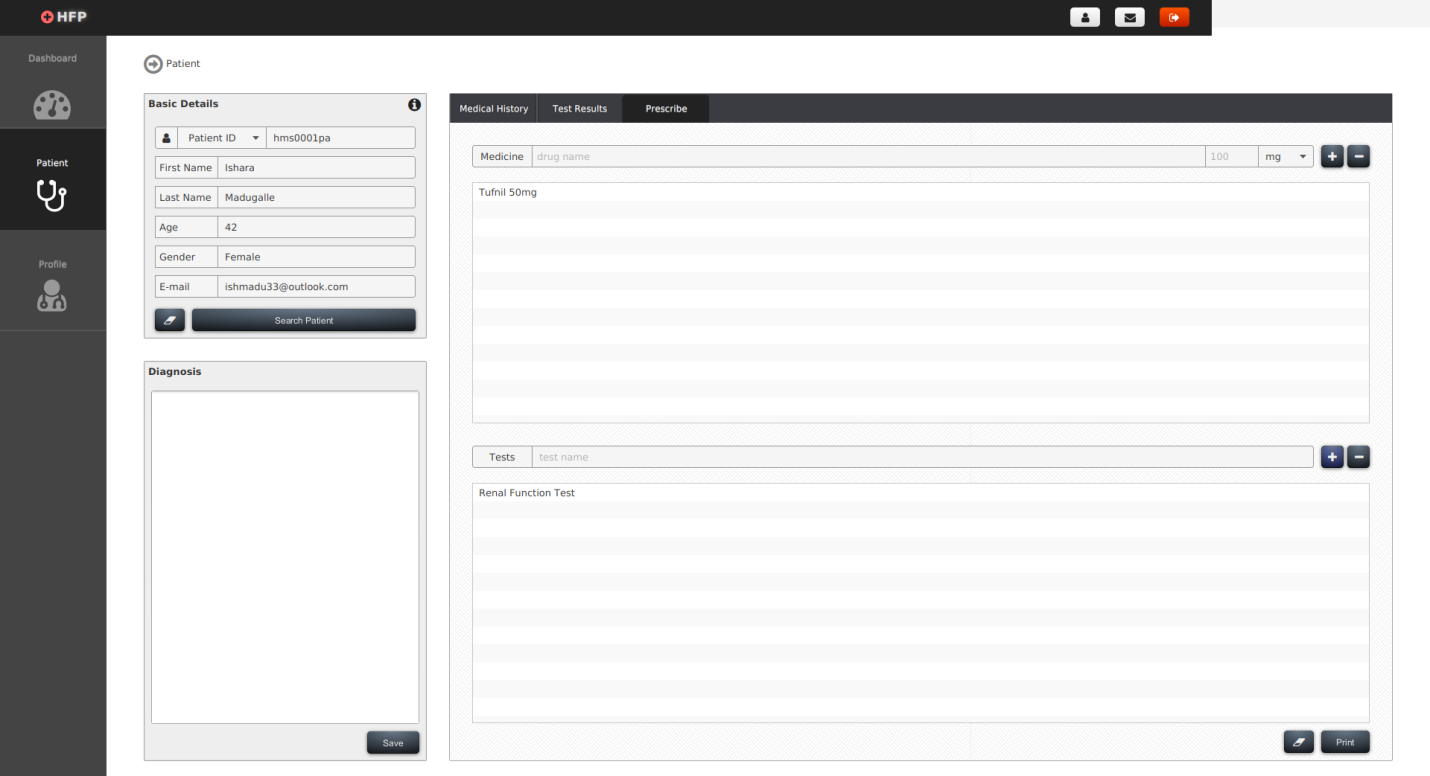 HFP
Dashboard
Patient
Profile
Patient
Basic Details
Patient ID hms0001pa
First Name Ishara
Last Name Madugalle
Age 42
Gender Female
E-mail ishmadu33@outlook.com
Search Patient
Diagnosis
Save
Medical History Test Results Prescribe
Medicine drug name 100 mg
Tufnil 50mg
Tests test name
Renal Function Test
Print